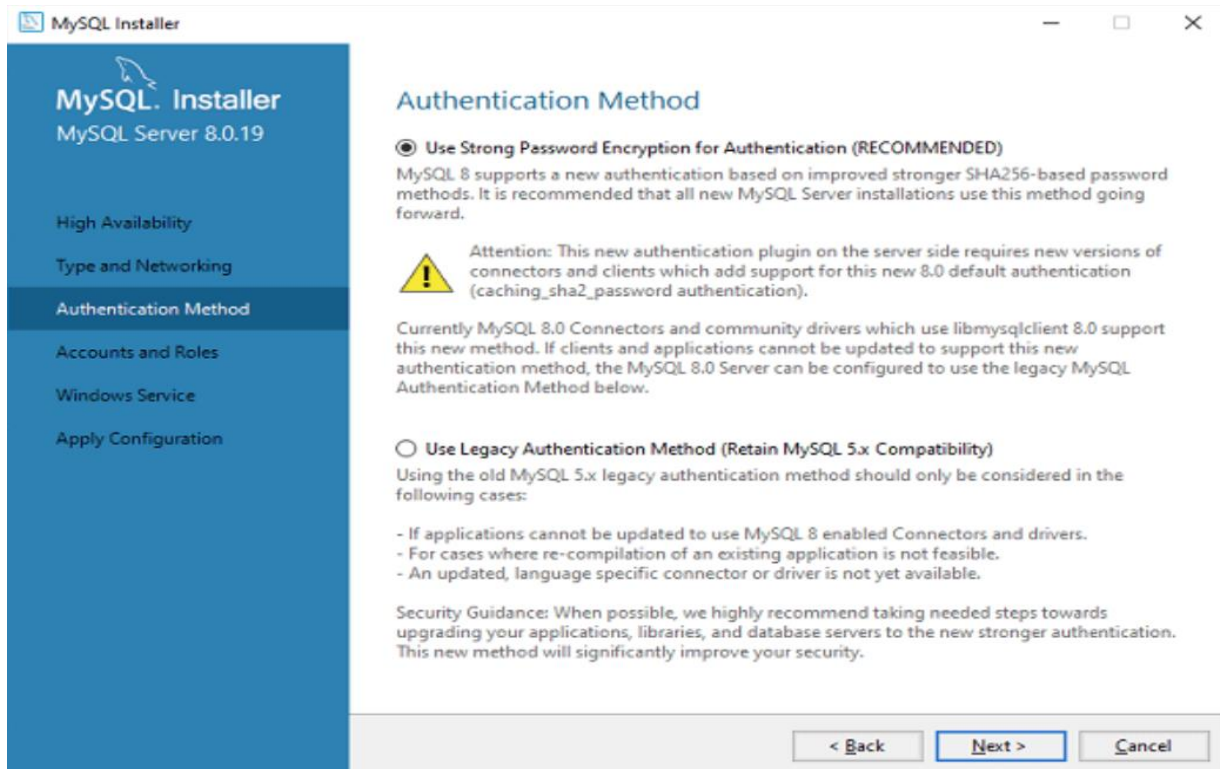 MySQL Installer
MySQL. Installer
MySQL Server 8.0.19
High Availability
Type and Networking
Authentication Method
Accounts and Roles
Windows Service
Apply Configuration
Authentication Method
Use Strong Password Encryption for Authentication (RECOMMENDED)
MySQL 8 supports a new authentication based on improved stronger SHA256-based password
methods. It is recommended that all new MySQL Server installations use this method going
forward.
Attention: This new authentication plugin on the server side requires new versions of
connectors and clients which add support for this new 8.0 default authentication
(caching_sha2_password authentication).
Currently MySQL 8.0 Connectors and community drivers which use libmysqlclient 8.0 support
this new method. If clients and applications cannot be updated to support this new
authentication method, the MySQL 8.0 Server can be configured to use the legacy MySQL
Authentication Method below.
Use Legacy Authentication Method (Retain MySQL 5.x Compatibility)
Using the old MySQL 5.x legacy authentication method should only be considered in the
following cases:
- If applications cannot be updated to use MySQL 8 enabled Connectors and drivers.
- For cases where re-compilation of an existing application is not feasible.
- An updated, language specific connector or driver is not yet available.
Security Guidance: When possible, we highly recommend taking needed steps towards
upgrading your applications, libraries, and database servers to the new stronger authentication.
This new method will significantly improve your security.
< Back
Next >
Cancel